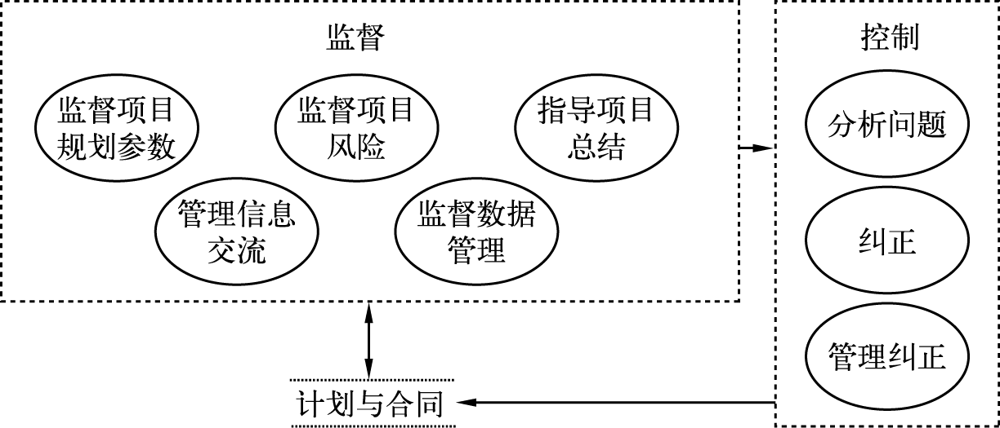 监督
监督项目
规划参数
监督项目
风险
指导项目
总结
管理信息
交流
监督数据
管理
控制
分析问题
纠正
管理纠正
计划与合同